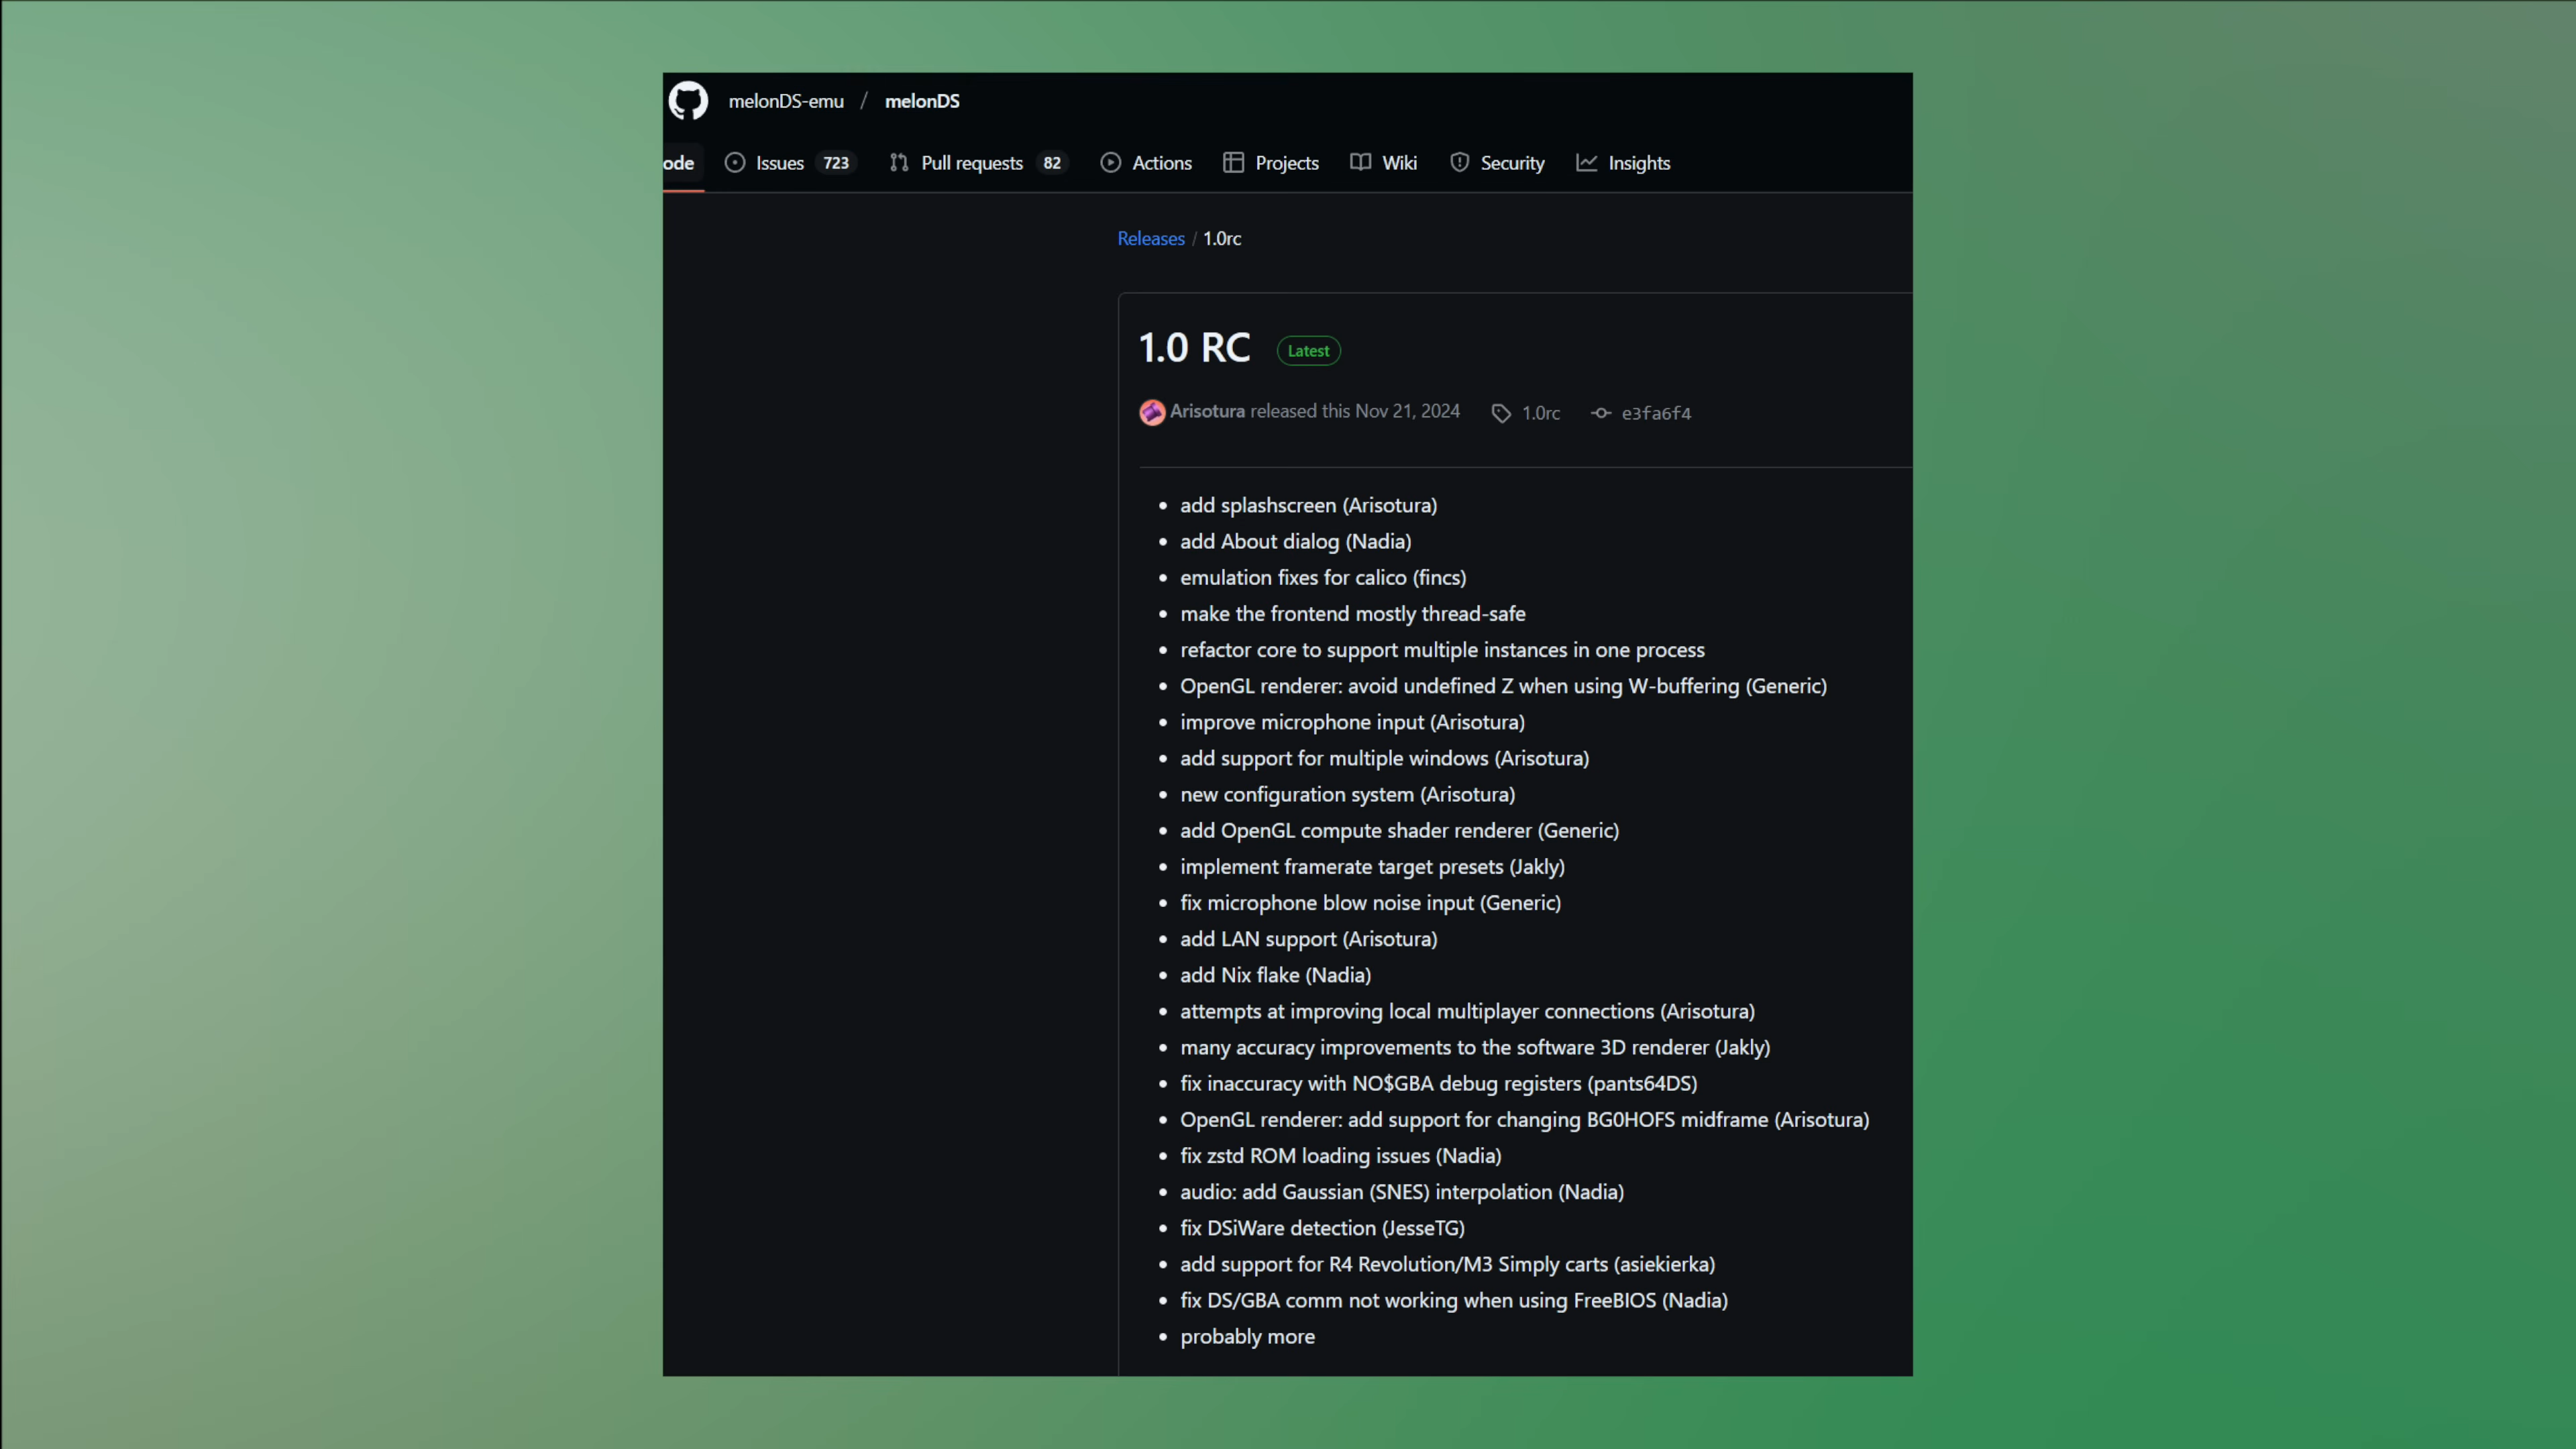 melonDS-emu / melonDS
ode Issues 723 Pull requests 82 Actions Projects Wiki Security Insights
Releases / 1.0rc
1.0 RC Latest
Arisotura released this Nov 21, 2024 1.0rc e3fa6f4
• add splashscreen (Arisotura)
• add About dialog (Nadia)
• emulation fixes for calico (fincs)
• make the frontend mostly thread-safe
• refactor core to support multiple instances in one process
• OpenGL renderer: avoid undefined Z when using W-buffering (Generic)
• improve microphone input (Arisotura)
• add support for multiple windows (Arisotura)
• new configuration system (Arisotura)
• add OpenGL compute shader renderer (Generic)
• implement framerate target presets (Jakly)
• fix microphone blow noise input (Generic)
• add LAN support (Arisotura)
• add Nix flake (Nadia)
• attempts at improving local multiplayer connections (Arisotura)
• many accuracy improvements to the software 3D renderer (Jakly)
• fix inaccuracy with NO$GBA debug registers (pants64DS)
• OpenGL renderer: add support for changing BG0HOFS midframe (Arisotura)
• fix zstd ROM loading issues (Nadia)
• audio: add Gaussian (SNES) interpolation (Nadia)
• fix DSiWare detection (JesseTG)
• add support for R4 Revolution/M3 Simply carts (asiekierka)
• fix DS/GBA comm not working when using FreeBIOS (Nadia)
• probably more